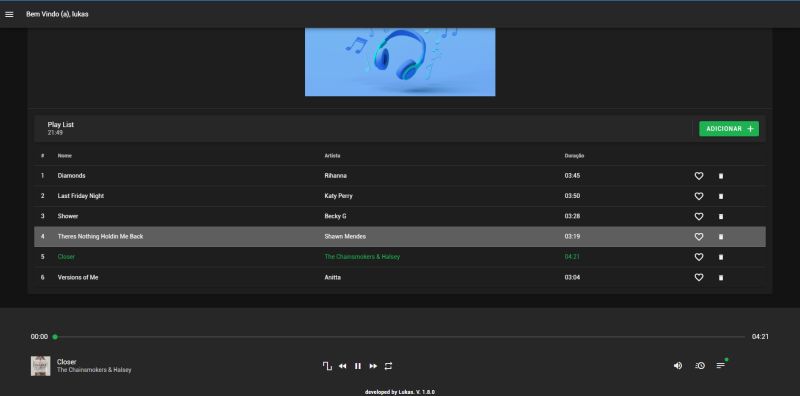 Bem Vindo (a), lukas
Play List
21:49
ADICIONAR +
# Nome Artista Duração
1 Diamonds Rihanna 03:45
2 Last Friday Night Katy Perry 03:50
3 Shower Becky G 03:28
4 Theres Nothing Holdin Me Back Shawn Mendes 03:19
5 Closer The Chainsmokers & Halsey 04:21
6 Versions of Me Anitta 03:04
00:00 04:21
Closer
The Chainsmokers & Halsey
developed by Lukas. V. 1.8.0